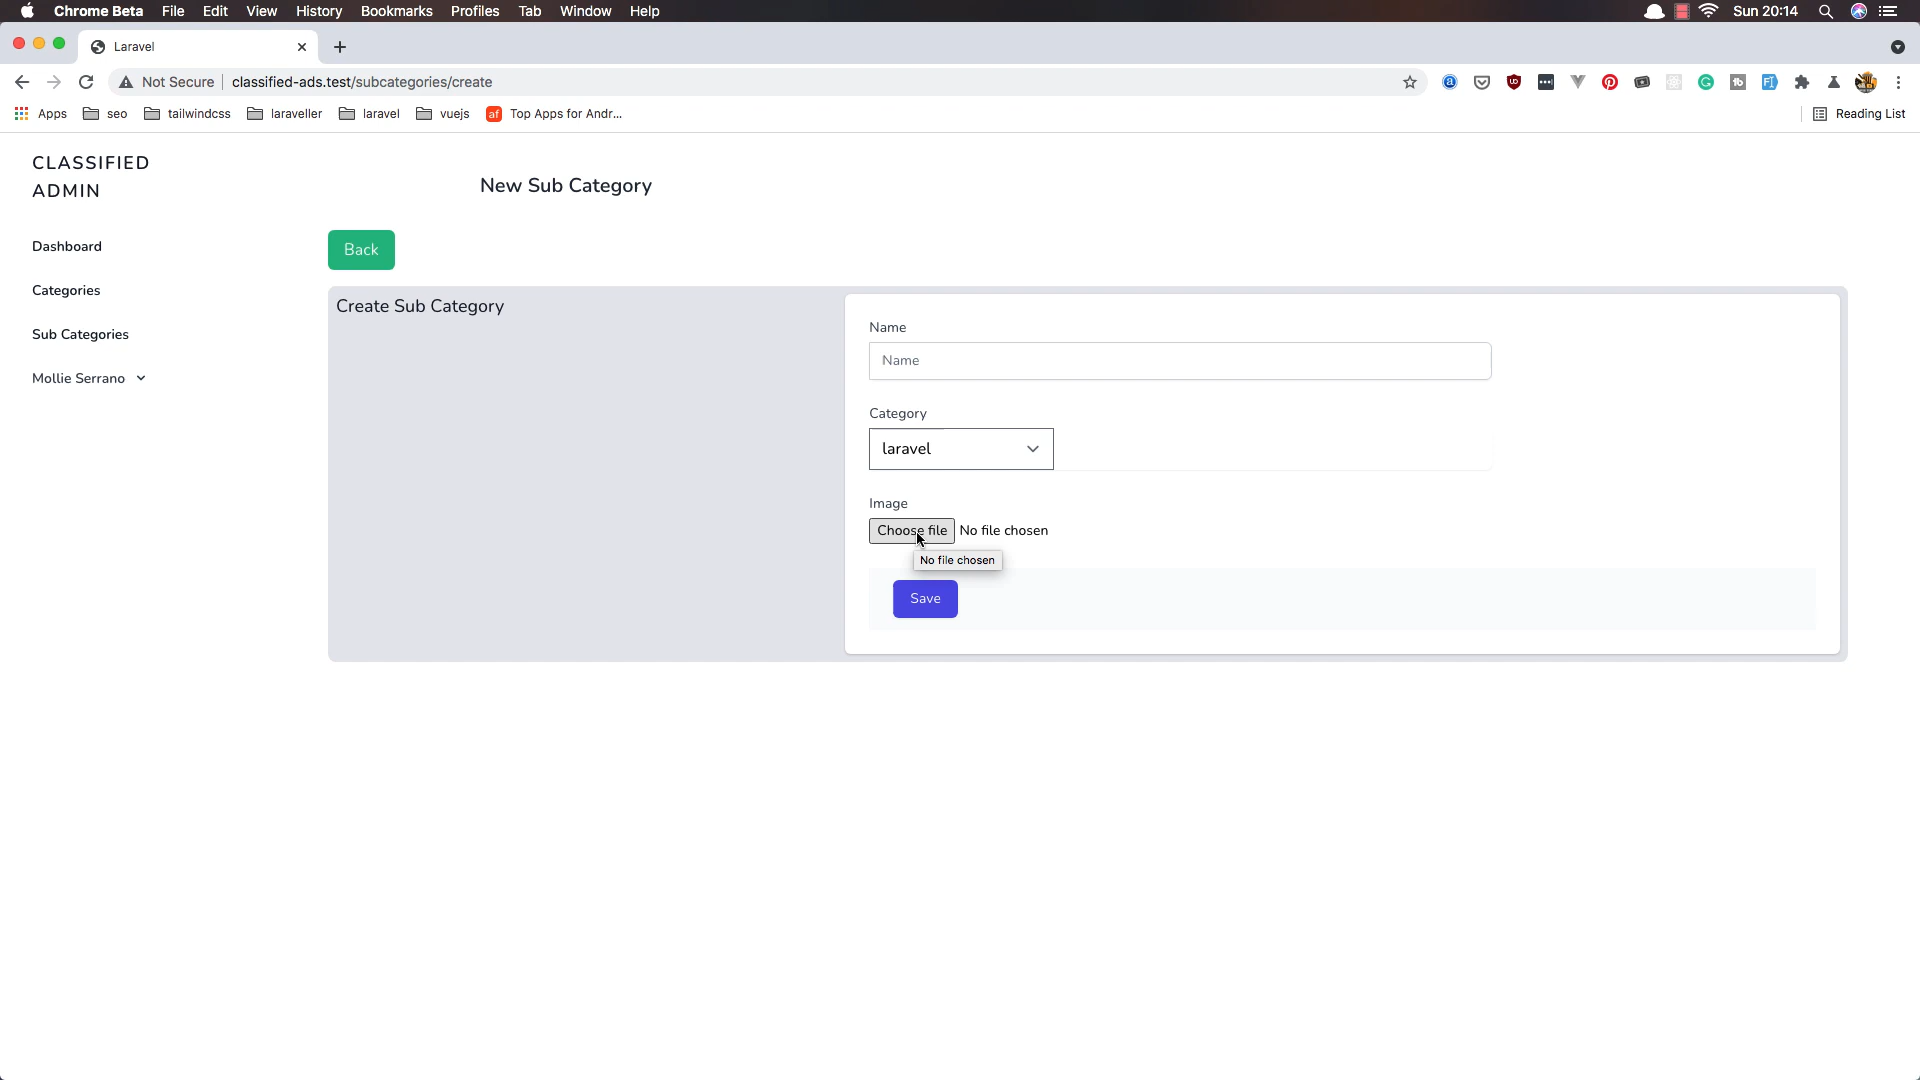 Chrome Beta File Edit View History Bookmarks Profiles Tab Window Help Sun 20:14
Laravel
Not Secure classified-ads.test/subcategories/create
Apps seo tailwindcss laraveller laravel vuejs af Top Apps for Andr... Reading List
CLASSIFIED
ADMIN
New Sub Category
Dashboard
Back
Categories
Create Sub Category
Sub Categories
Name
Name
Mollie Serrano
Category
laravel
Image
Choose file No file chosen
No file chosen
Save